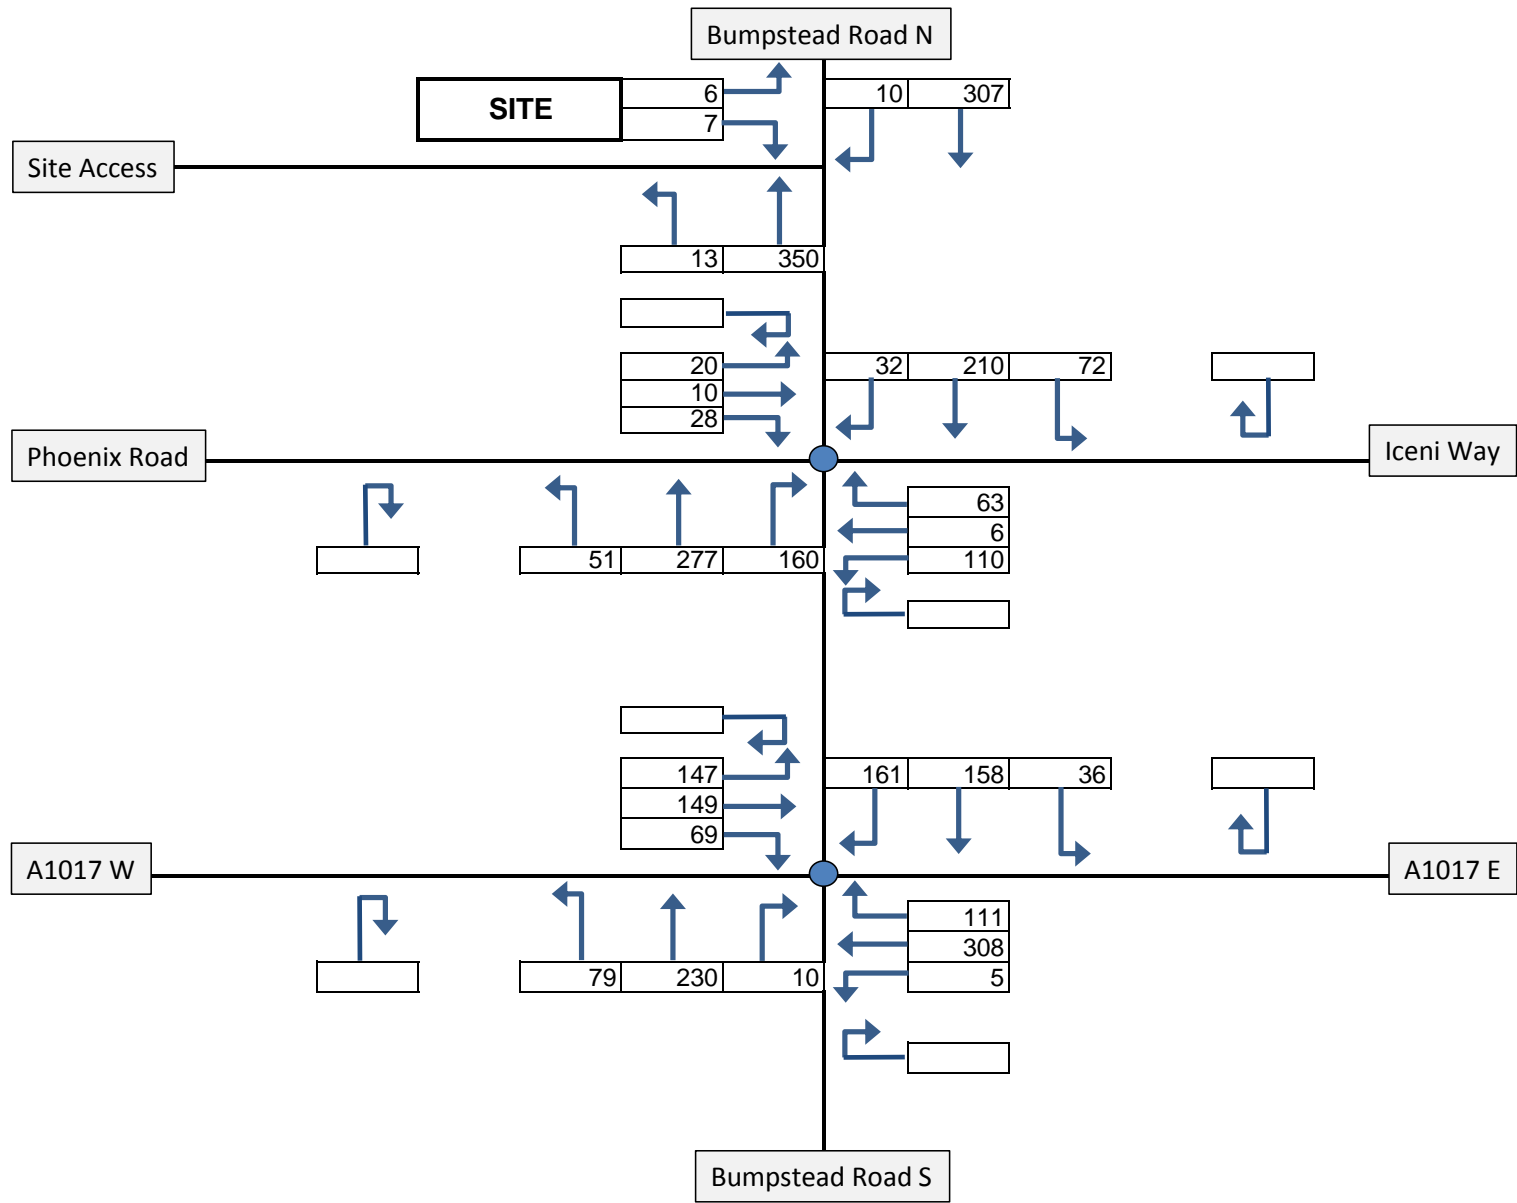 Bumpstead Road N
SITE
6
10 307
7
Site Access
13 350
20
32 210 72
10
28
Phoenix Road
Iceni Way
63
6
51 277 160
110
147
161 158 36
149
69
A1017 W
A1017 E
111
308
79 230 10
5
Bumpstead Road S